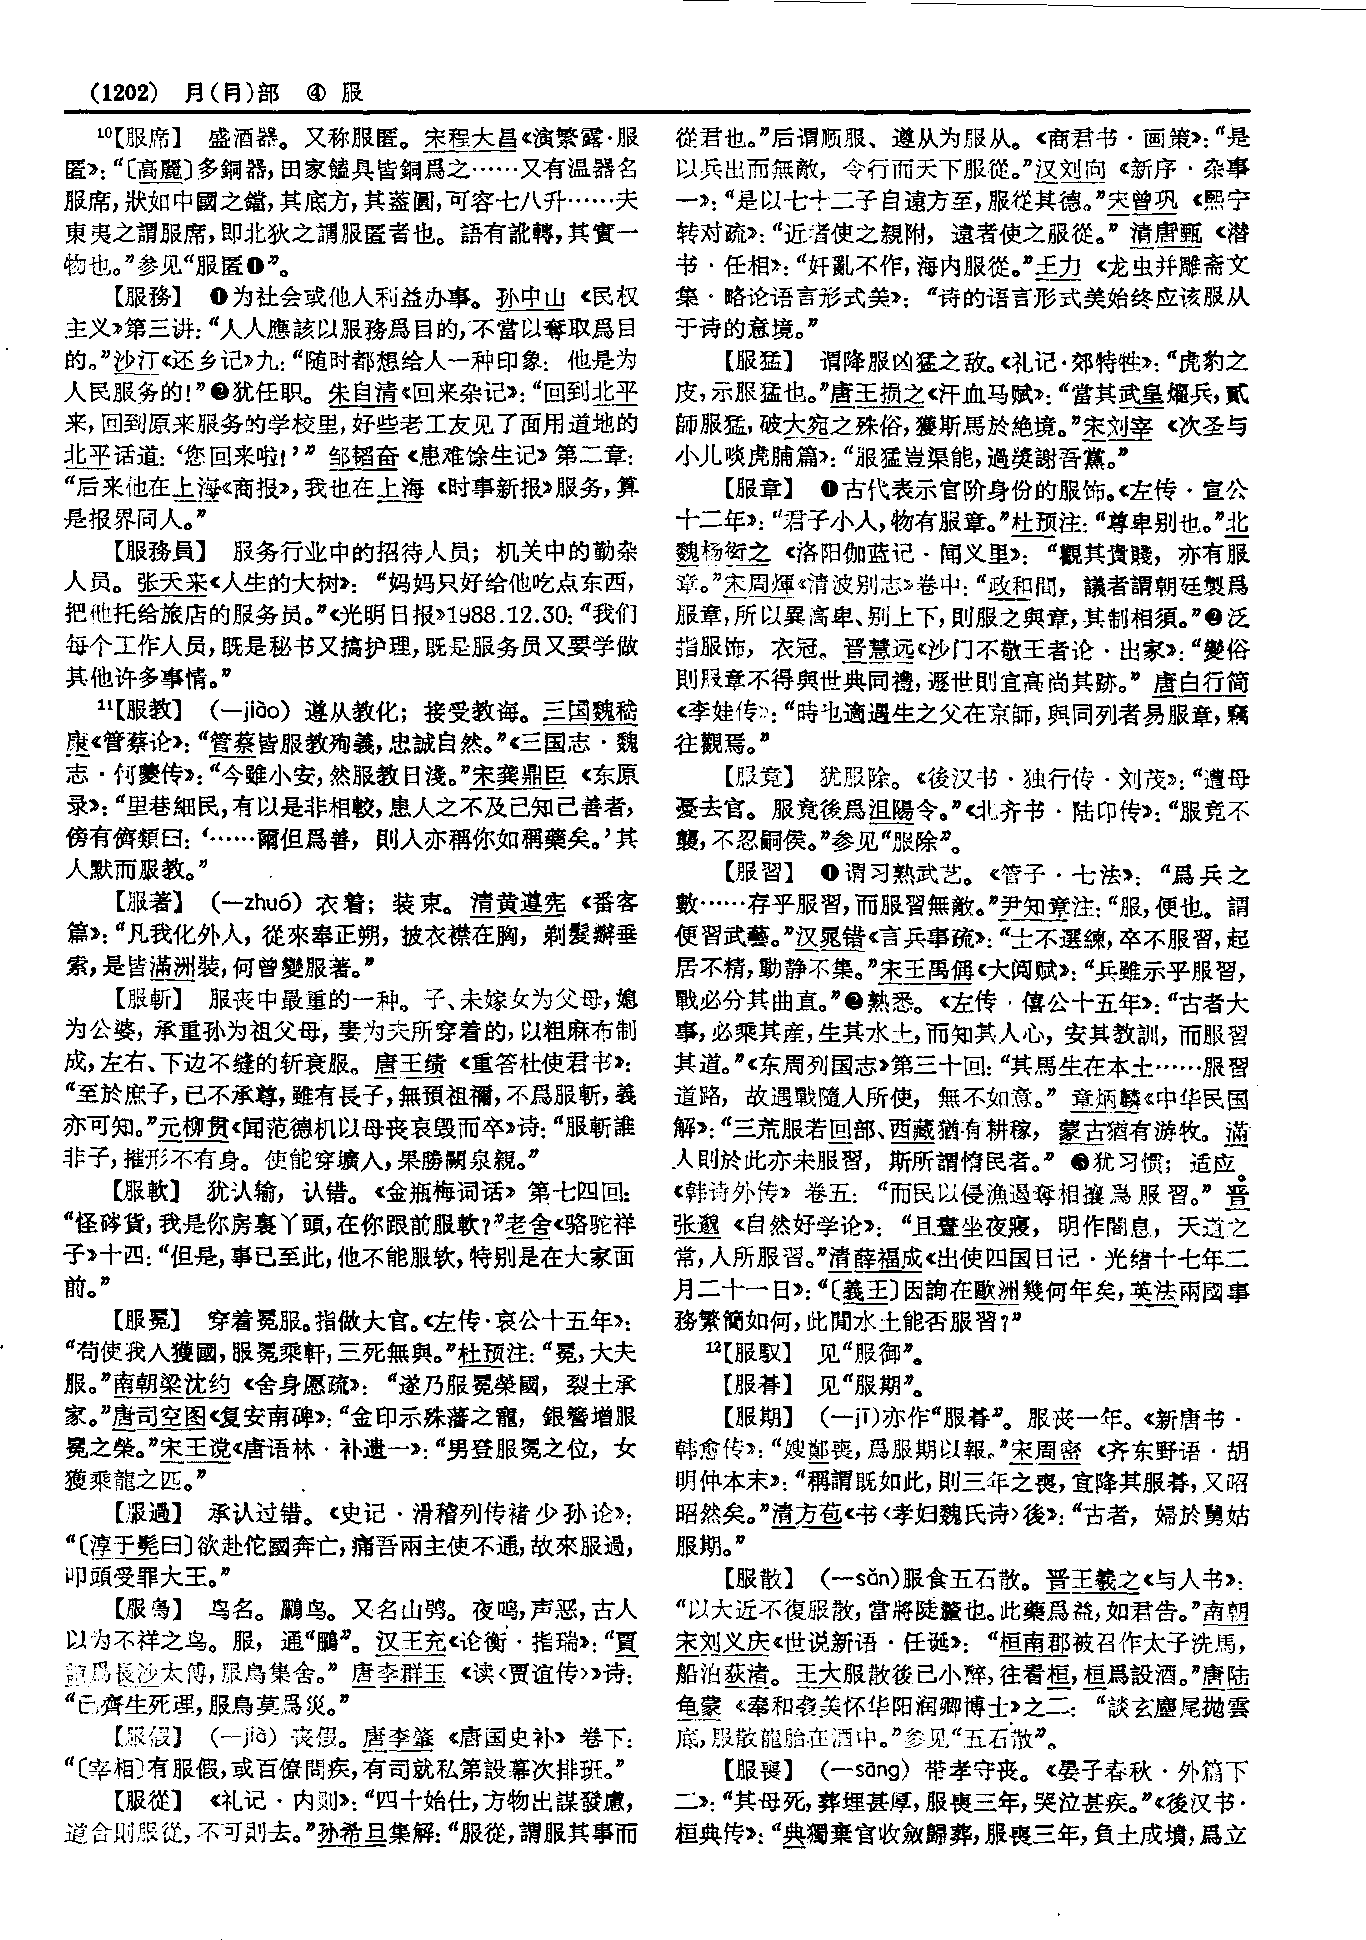 (1202) 月(⺝)部 ④ 服
10【服席】 盛酒器。又称服匿。宋程大昌《演繁露·服
匿》：“〔高麗〕多銅器，田家饁具皆銅爲之……又有温器名
服席，狀如中國之鐺，其底方，其蓋圓，可容七八升……夫
東夷之謂服席，即北狄之謂服匿者也。語有訛轉，其實一
物也。”参见“服匿❶”。
【服務】 ❶为社会或他人利益办事。孙中山《民权
主义》第三讲：“人人應該以服務爲目的，不當以奪取爲目
的。”沙汀《还乡记》九：“随时都想给人一种印象：他是为
人民服务的！”❷犹任职。朱自清《回来杂记》：“回到北平
来，回到原来服务的学校里，好些老工友见了面用道地的
北平话道：‘您回来啦！’”邹韬奋《患难馀生记》第二章：
“后来他在上海《商报》，我也在上海《时事新报》服务，算
是报界同人。”
【服務員】 服务行业中的招待人员；机关中的勤杂
人员。张天来《人生的大树》：“妈妈只好给他吃点东西，
把他托给旅店的服务员。”《光明日报》1988.12.30：“我们
每个工作人员，既是秘书又搞护理，既是服务员又要学做
其他许多事情。”
11【服教】 （—jiào）遵从教化；接受教诲。三国魏嵇
康《管蔡论》：“管蔡皆服教殉義，忠誠自然。”《三国志·魏
志·何夔传》：“今雖小安，然服教日淺。”宋龚鼎臣《东原
录》：“里巷細民，有以是非相較，患人之不及己知己善者，
傍有儕類曰：‘……爾但爲善，則人亦稱你如稱藥矣。’其
人默而服教。”
【服著】 （—zhuó）衣着；装束。清黄遵宪《番客
篇》：“凡我化外人，從來奉正朔，披衣襟在胸，剃髮辮垂
索，是皆滿洲裝，何曾變服著。”
【服斬】 服丧中最重的一种。子、未嫁女为父母，媳
为公婆，承重孙为祖父母，妻为夫所穿着的，以粗麻布制
成，左右、下边不缝的斩衰服。唐王绩《重答杜使君书》：
“至於庶子，已不承尊，雖有長子，無預祖禰，不爲服斬，義
亦可知。”元柳贯《闻范德机以母丧哀毁而卒》诗：“服斬誰
非子，摧形不有身。使能穿壙人，果勝闕泉親。”
【服軟】 犹认输，认错。《金瓶梅词话》第七四回：
“怪硶貨，我是你房裏丫頭，在你跟前服軟？”老舍《骆驼祥
子》十四：“但是，事已至此，他不能服软，特别是在大家面
前。”
【服冕】 穿着冕服。指做大官。《左传·哀公十五年》：
“苟使我入獲國，服冕乘軒，三死無與。”杜预注：“冕，大夫
服。”南朝梁沈约《舍身愿疏》：“遂乃服冕榮國，裂土承
家。”唐司空图《复安南碑》：“金印示殊藩之寵，銀簪增服
冕之榮。”宋王谠《唐语林·补遗一》：“男登服冕之位，女
獲乘龍之匹。”
【服過】 承认过错。《史记·滑稽列传褚少孙论》：
“〔淳于髡曰〕欲赴佗國奔亡，痛吾兩主使不通，故來服過，
叩頭受罪大王。”
【服鳥】 鸟名。鵩鸟。又名山鸮。夜鸣，声恶，古人
以为不祥之鸟。服，通“鵩”。汉王充《论衡·指瑞》：“賈
誼爲長沙太傅，服鳥集舍。”唐李群玉《读〈贾谊传〉》诗：
“已齊生死理，服鳥莫爲災。”
【服假】 （—jià）丧假。唐李肇《唐国史补》卷下：
“〔宰相〕有服假，或百僚問疾，有司就私第設幕次排班。”
【服從】 《礼记·内则》：“四十始仕，方物出謀發慮，
道合則服從，不可則去。”孙希旦集解：“服從，謂服其事而
從君也。”后谓顺服、遵从为服从。《商君书·画策》：“是
以兵出而無敵，令行而天下服從。”汉刘向《新序·杂事
一》：“是以七十二子自遠方至，服從其德。”宋曾巩《熙宁
转对疏》：“近者使之親附，遠者使之服從。”清唐甄《潜
书·任相》：“奸亂不作，海内服從。”王力《龙虫并雕斋文
集·略论语言形式美》：“诗的语言形式美始终应该服从
于诗的意境。”
【服猛】 谓降服凶猛之敌。《礼记·郊特牲》：“虎豹之
皮，示服猛也。”唐王损之《汗血马赋》：“當其武皇燿兵，貳
師服猛，破大宛之殊俗，獲斯馬於絶境。”宋刘宰《次圣与
小儿啖虎脯篇》：“服猛豈渠能，過奬謝吾黨。”
【服章】 ❶古代表示官阶身份的服饰。《左传·宣公
十二年》：“君子小人，物有服章。”杜预注：“尊卑别也。”北
魏杨衒之《洛阳伽蓝记·闻义里》：“觀其貴賤，亦有服
章。”宋周煇《清波别志》卷中：“政和間，議者謂朝廷製爲
服章，所以異高卑、别上下，則服之與章，其制相須。”❷泛
指服饰，衣冠。晋慧远《沙门不敬王者论·出家》：“變俗
則服章不得與世典同禮，遯世則宜高尚其跡。”唐白行简
《李娃传》：“時也適遇生之父在京師，與同列者易服章，竊
往觀焉。”
【服竟】 犹服除。《後汉书·独行传·刘茂》：“遭母
憂去官。服竟後爲沮陽令。”《北齐书·陆卬传》：“服竟不
襲，不忍嗣侯。”参见“服除”。
【服習】 ❶谓习熟武艺。《管子·七法》：“爲兵之
數……存乎服習，而服習無敵。”尹知章注：“服，便也。謂
便習武藝。”汉晁错《言兵事疏》：“士不選練，卒不服習，起
居不精，動静不集。”宋王禹偁《大阅赋》：“兵雖示乎服習，
戰必分其曲直。”❷熟悉。《左传·僖公十五年》：“古者大
事，必乘其産，生其水土，而知其人心，安其教訓，而服習
其道。”《东周列国志》第三十回：“其馬生在本土……服習
道路，故遇戰隨人所使，無不如意。”章炳麟《中华民国
解》：“三荒服若回部、西藏猶有耕稼，蒙古猶有游牧。滿
人則於此亦未服習，斯所謂惰民者。”❸犹习惯；适应。
《韩诗外传》卷五：“而民以侵漁遏奪相攘爲服習。”晋
张邈《自然好学论》：“且晝坐夜寢，明作闇息，天道之
常，人所服習。”清薛福成《出使四国日记·光绪十七年二
月二十一日》：“〔義王〕因詢在歐洲幾何年矣，英法兩國事
務繁簡如何，此間水土能否服習？”
12【服馭】 见“服御”。
【服朞】 见“服期”。
【服期】 （—jī）亦作“服朞”。服丧一年。《新唐书·
韩愈传》：“嫂鄭喪，爲服期以報。”宋周密《齐东野语·胡
明仲本末》：“稱謂既如此，則三年之喪，宜降其服朞，又昭
昭然矣。”清方苞《书〈孝妇魏氏诗〉後》：“古者，婦於舅姑
服期。”
【服散】 （—sǎn）服食五石散。晋王羲之《与人书》：
“以大近不復服散，當將陟釐也。此藥爲益，如君告。”南朝
宋刘义庆《世说新语·任诞》：“桓南郡被召作太子洗馬，
船泊荻渚。王大服散後已小醉，往看桓，桓爲設酒。”唐陆
龟蒙《奉和袭美怀华阳润卿博士》之二：“談玄麈尾抛雲
底，服散龍胎在酒中。”参见“五石散”。
【服喪】 （—sāng）带孝守丧。《晏子春秋·外篇下
二》：“其母死，葬埋甚厚，服喪三年，哭泣甚疾。”《後汉书·
桓典传》：“典獨棄官收斂歸葬，服喪三年，負土成墳，爲立